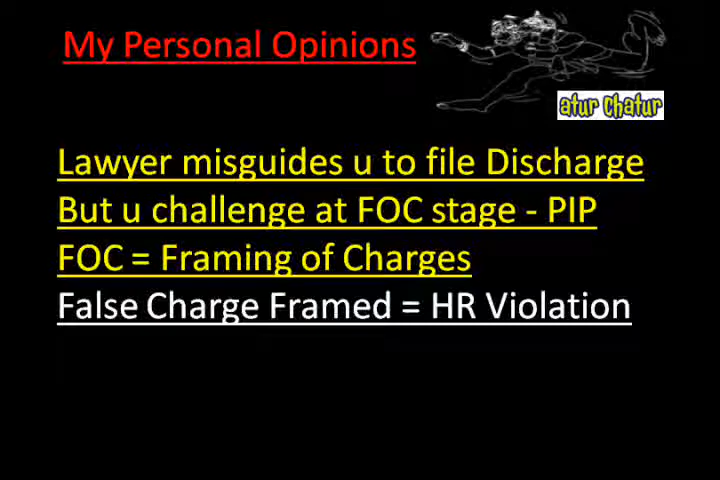 My Personal Opinions
atur chatur
Lawyer misguides u to file Discharge
But u challenge at FOC stage - PIP
FOC = Framing of Charges
False Charge Framed = HR Violation